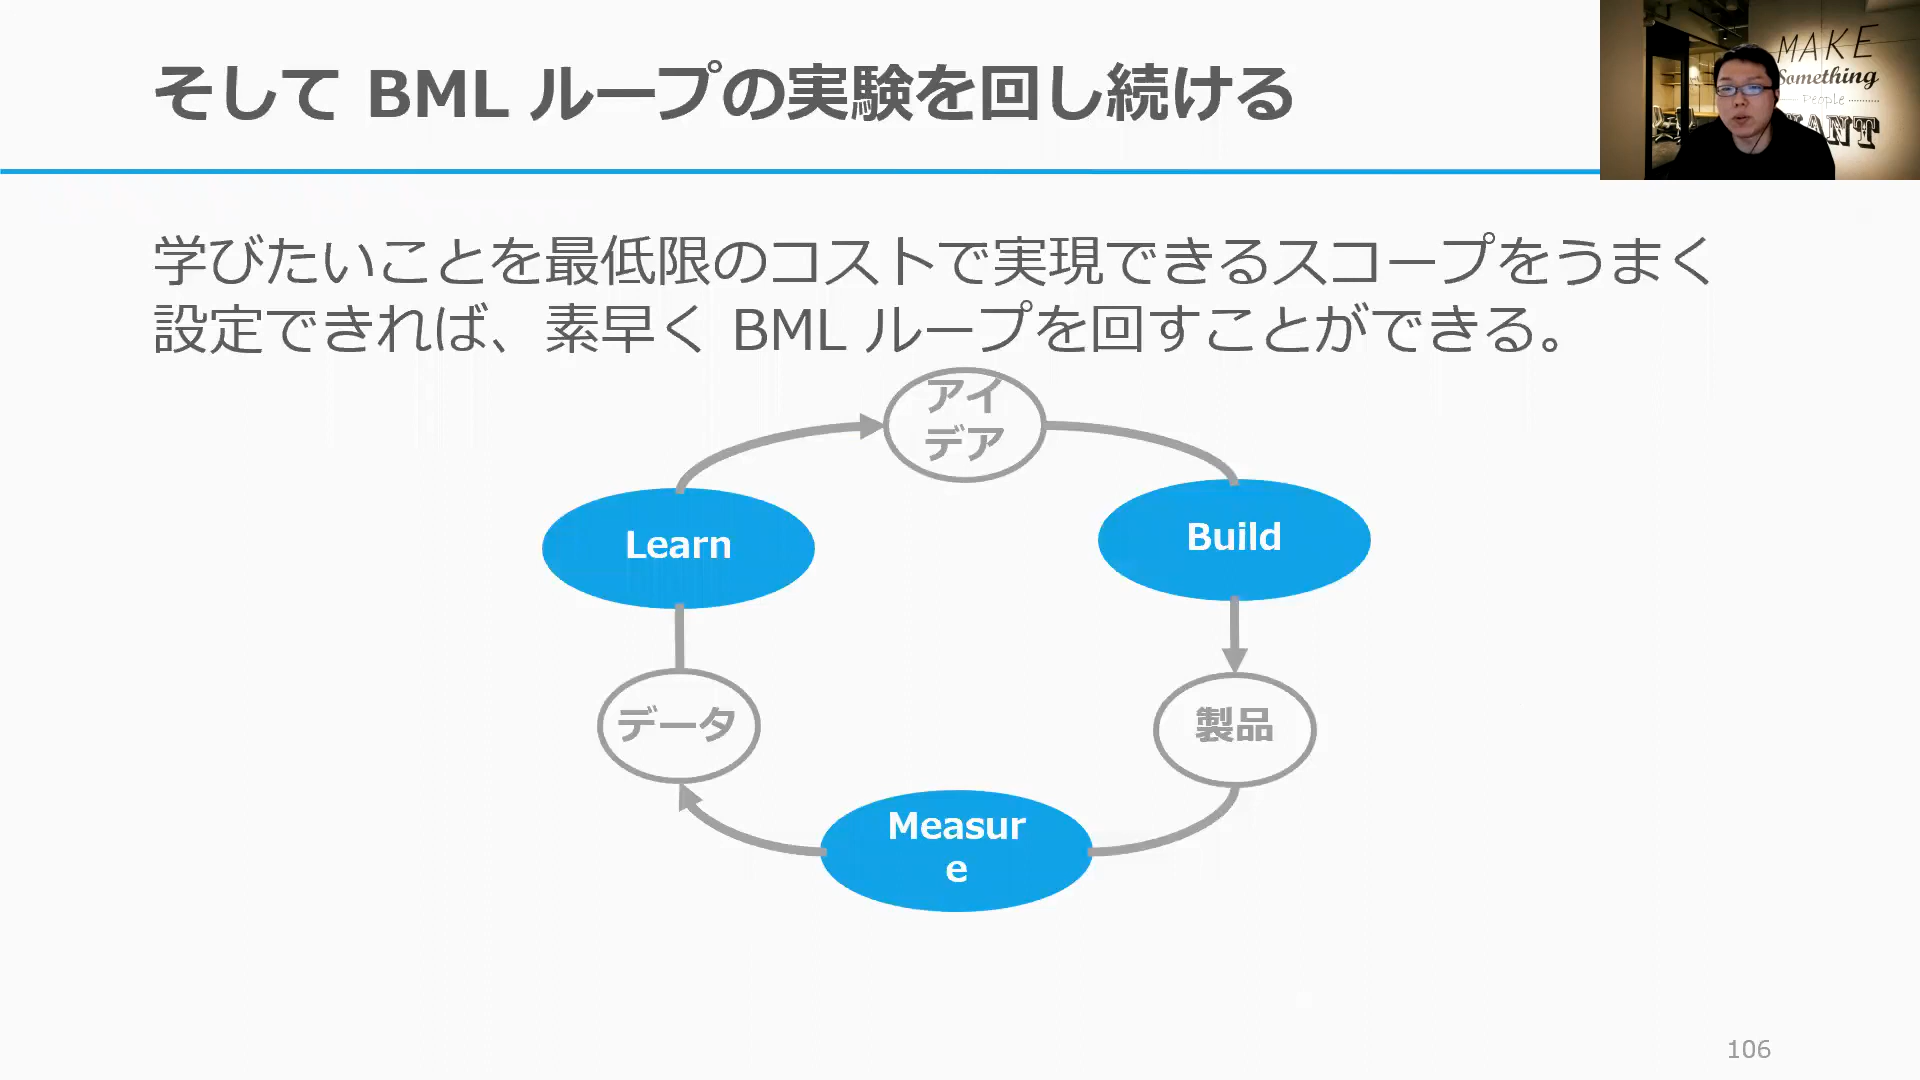 そして BML ループの実験を回し続ける
MAKE
Something
People
WANT
学びたいことを最低限のコストで実現できるスコープをうまく
設定できれば、素早く BML ループを回すことができる。
アイ
デア
Learn
Build
データ
製品
Measur
e
106